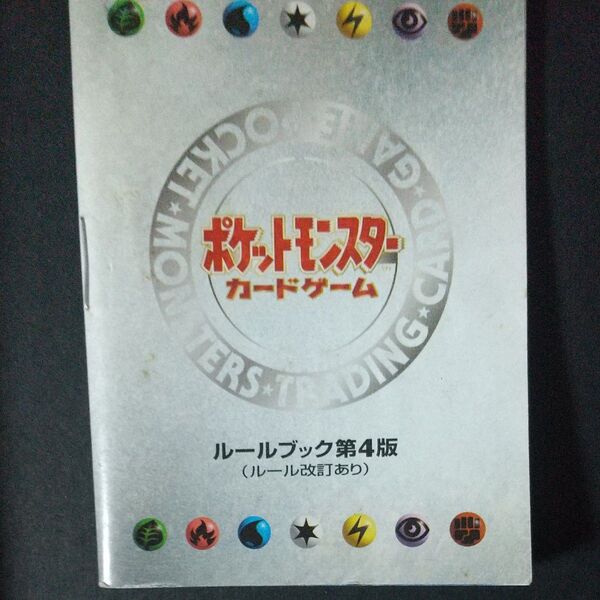 POCKET★MONSTERS★TRADING★CARD★GAME★
ポケットモンスター
カードゲーム
ルールブック第4版
(ルール改訂あり)